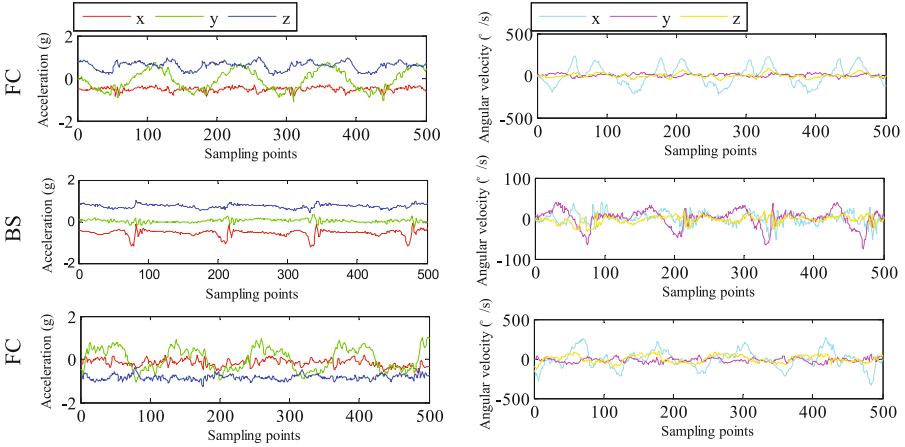 x y z
x y z
FC
Acceleration (g)
2
0
-2
0 100 200 300 400 500
Sampling points
Angular velocity (°/s)
500
0
-500
0 100 200 300 400 500
Sampling points
BS
Acceleration (g)
2
0
-2
0 100 200 300 400 500
Sampling points
Angular velocity (°/s)
100
0
-100
0 100 200 300 400 500
Sampling points
FC
Acceleration (g)
2
0
-2
0 100 200 300 400 500
Sampling points
Angular velocity (°/s)
500
0
-500
0 100 200 300 400 500
Sampling points